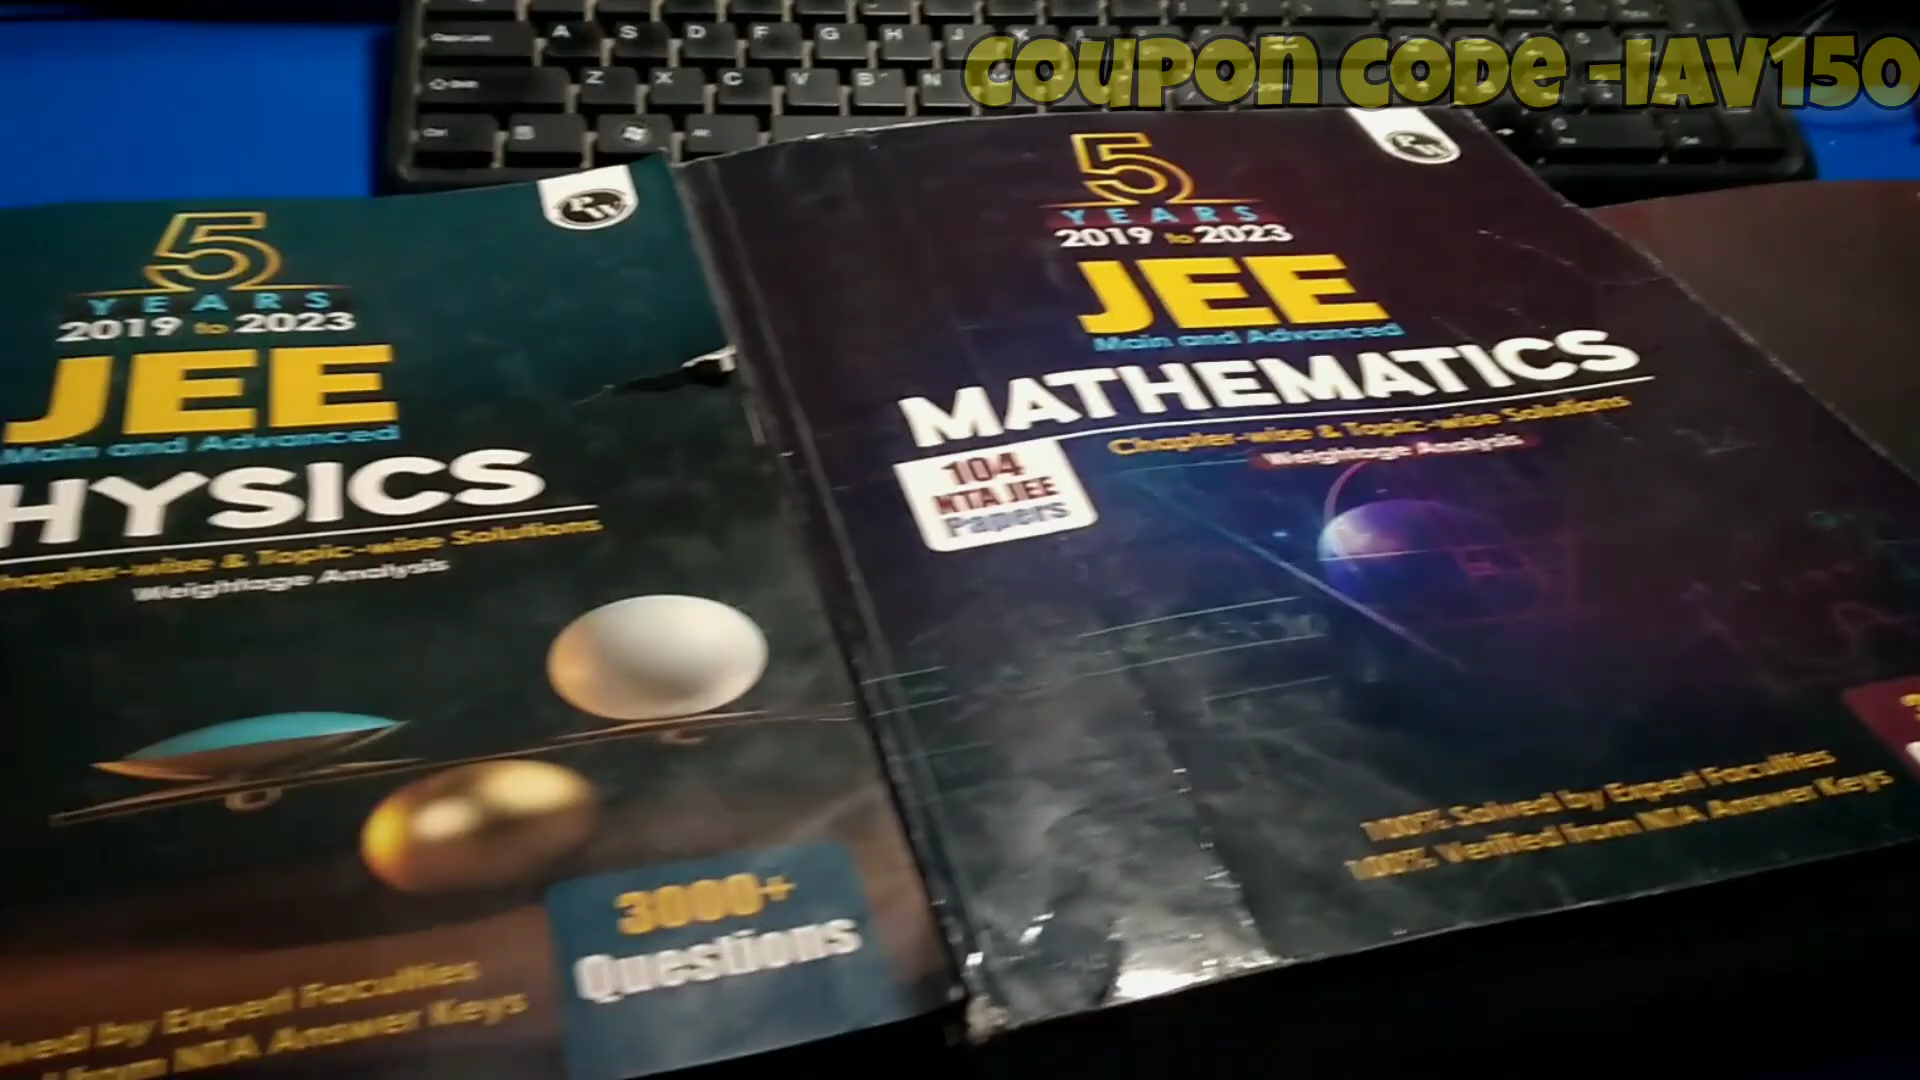 COUPON CODE -IAV150
A S D F G H J K
Z X C V B N
5
YEARS
2019 to 2023
JEE
Main and Advanced
HYSICS
Chapter-wise & Topic-wise Solutions
Weightage Analysis
3000+
Questions
lved by Expert Faculties
from NTA Answer Keys
PW
5
YEARS
2019 to 2023
JEE
Main and Advanced
MATHEMATICS
Chapter-wise & Topic-wise Solutions
Weightage Analysis
104
NTA JEE
Papers
100% Solved by Expert Faculties
100% Verified from NTA Answer Keys
PW